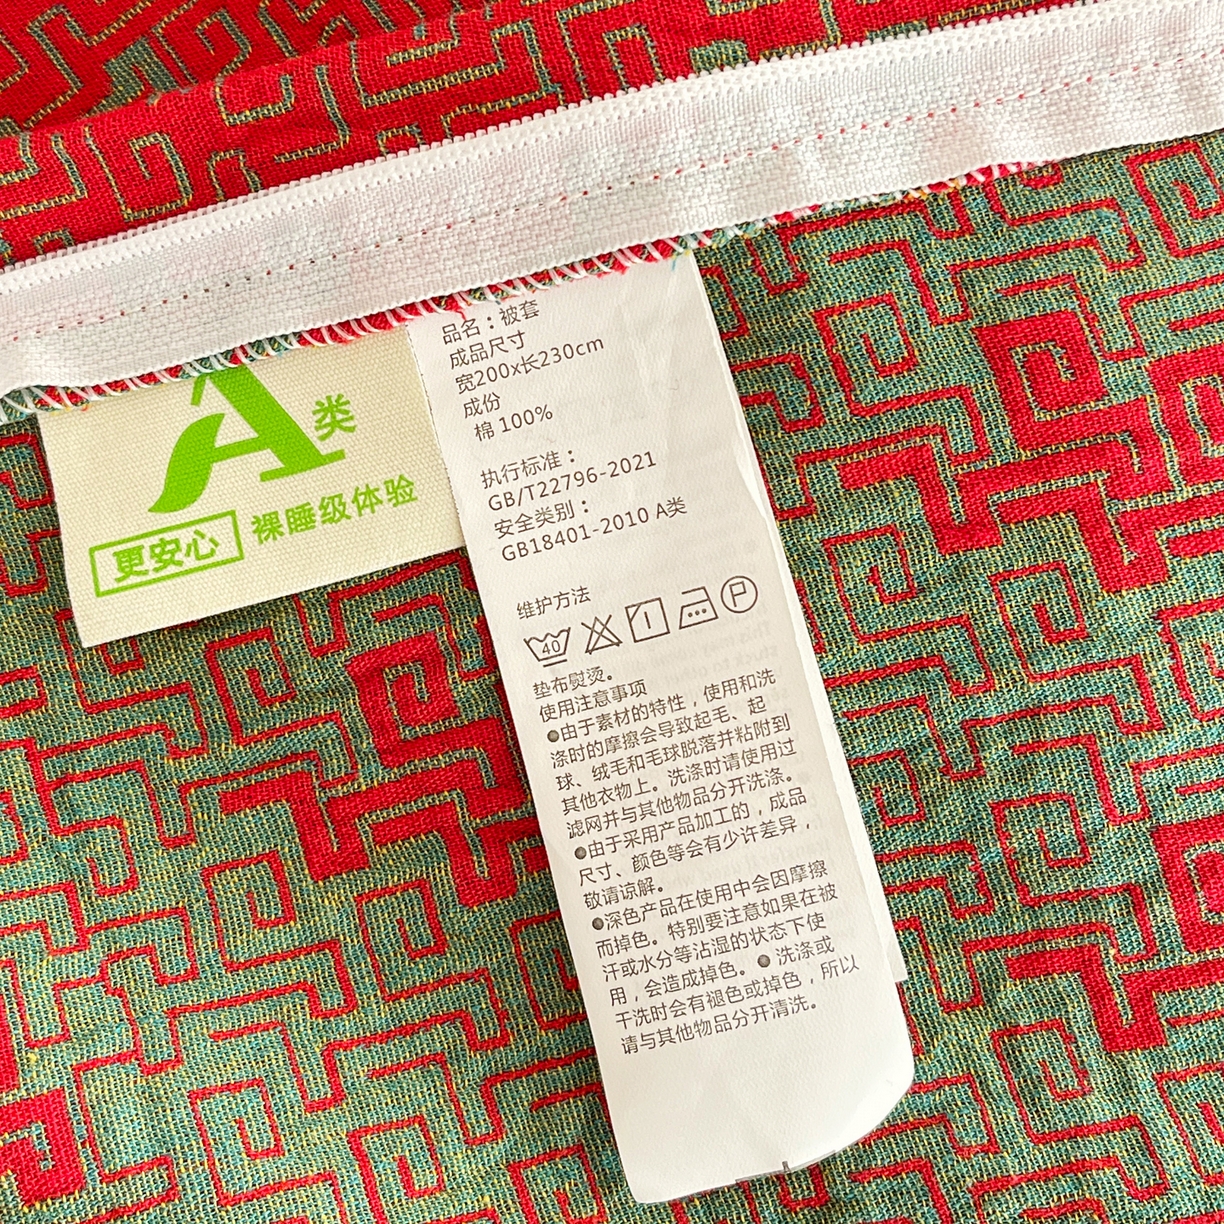 A类
更安心 裸睡级体验
品名：被套
成品尺寸
宽200x长230cm
成份
棉 100%
执行标准：
GB/T22796-2021
安全类别：
GB18401-2010 A类
维护方法
40 P
垫布熨烫。
使用注意事项
●由于素材的特性，使用和洗
涤时的摩擦会导致起毛、起
球、绒毛和毛球脱落并粘附到
其他衣物上。洗涤时请使用过
滤网并与其他物品分开洗涤。
●由于采用产品加工的，成品
尺寸、颜色等会有少许差异，
敬请谅解。
●深色产品在使用中会因摩擦
而掉色。特别要注意如果在被
汗或水分等沾湿的状态下使
用，会造成掉色。●洗涤或
干洗时会有褪色或掉色，所以
请与其他物品分开清洗。